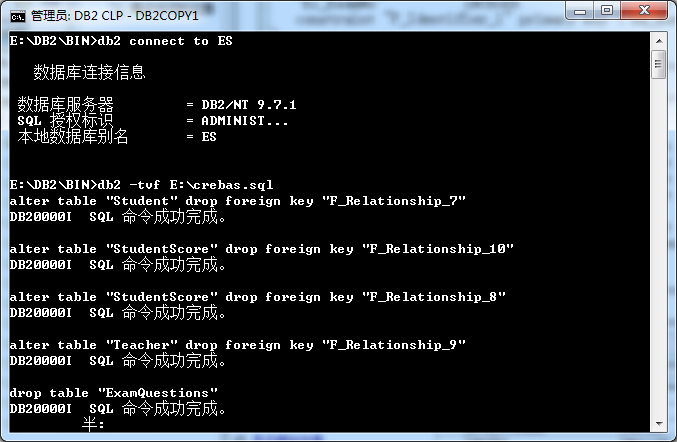 管理员: DB2 CLP - DB2COPY1
E:\DB2\BIN>db2 connect to ES
数据库连接信息
数据库服务器 = DB2/NT 9.7.1
SQL 授权标识 = ADMINIST...
本地数据库别名 = ES
E:\DB2\BIN>db2 -tvf E:\crebas.sql
alter table "Student" drop foreign key "F_Relationship_7"
DB20000I SQL 命令成功完成。
alter table "StudentScore" drop foreign key "F_Relationship_10"
DB20000I SQL 命令成功完成。
alter table "StudentScore" drop foreign key "F_Relationship_8"
DB20000I SQL 命令成功完成。
alter table "Teacher" drop foreign key "F_Relationship_9"
DB20000I SQL 命令成功完成。
drop table "ExamQuestions"
DB20000I SQL 命令成功完成。
半: